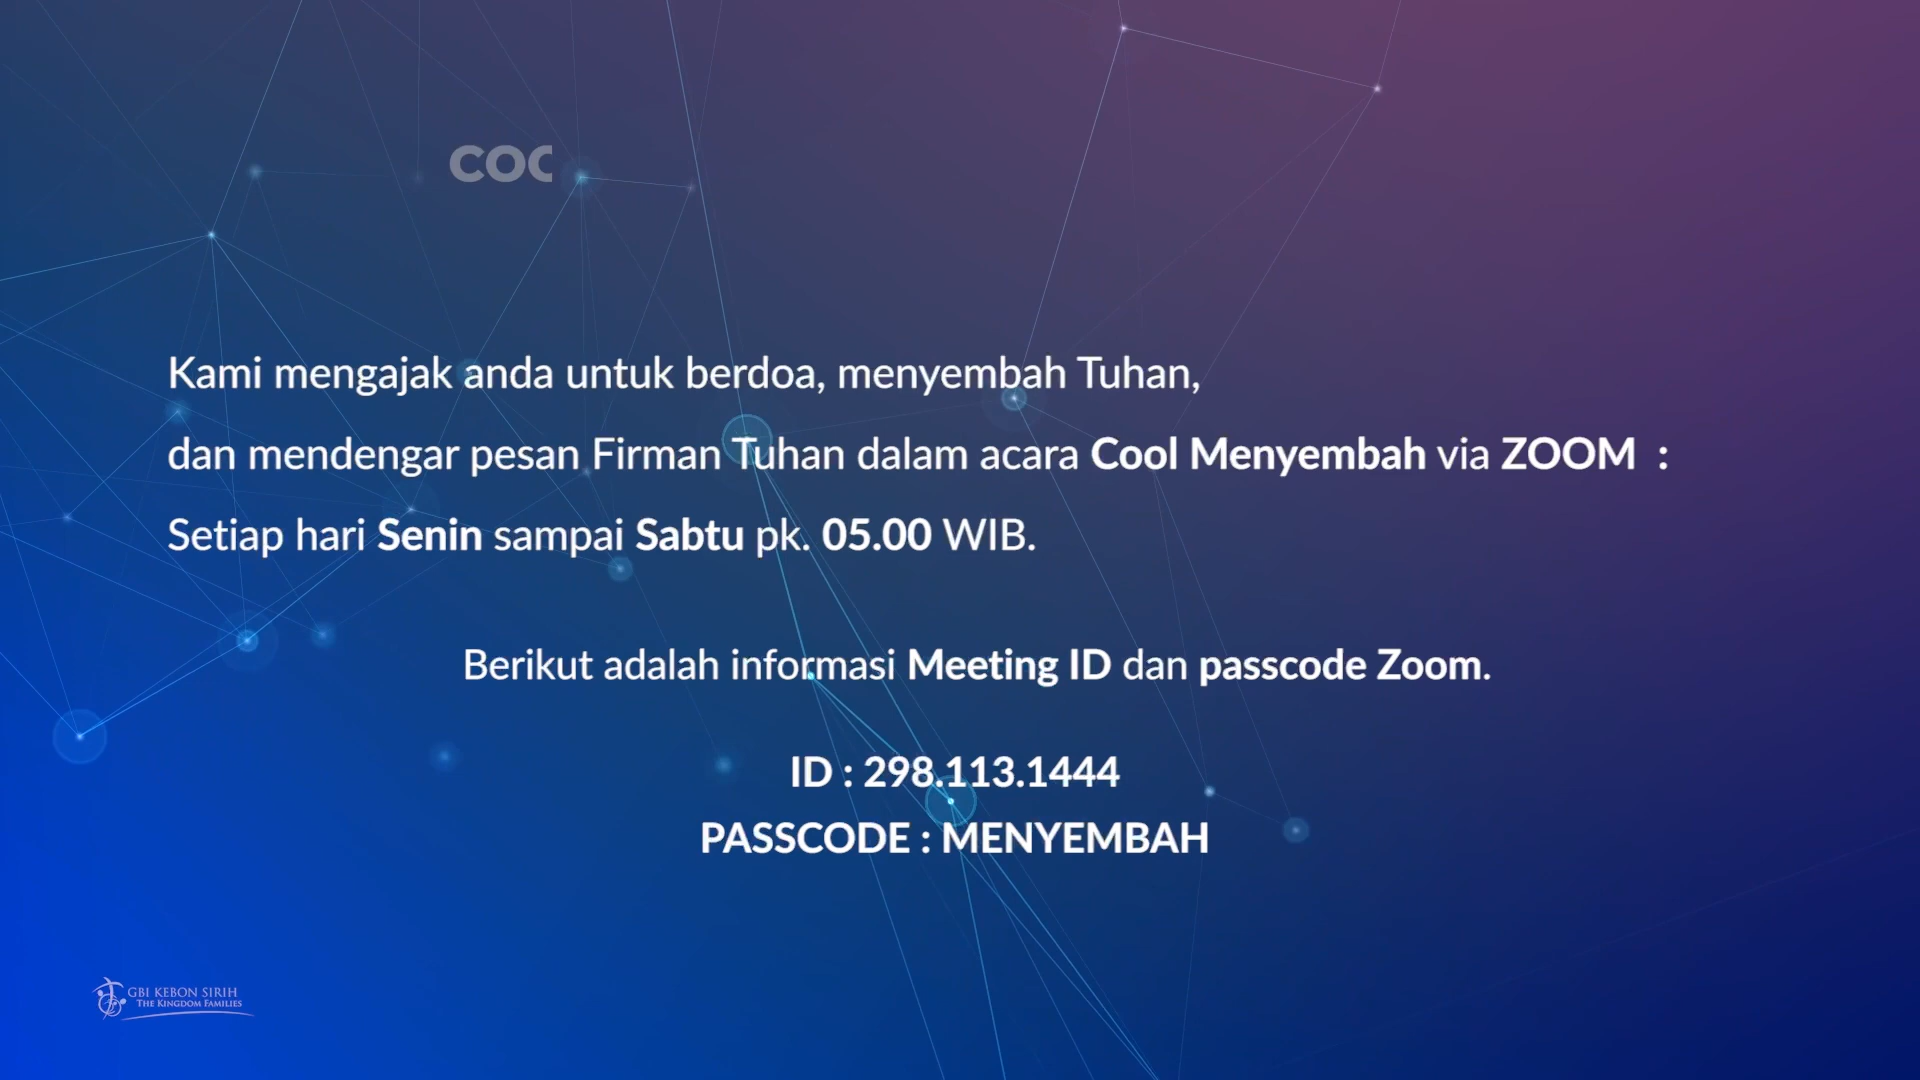 COC
Kami mengajak anda untuk berdoa, menyembah Tuhan,
dan mendengar pesan Firman Tuhan dalam acara Cool Menyembah via ZOOM :
Setiap hari Senin sampai Sabtu pk. 05.00 WIB.
Berikut adalah informasi Meeting ID dan passcode Zoom.
ID : 298.113.1444
PASSCODE : MENYEMBAH
GBI KEBON SIRIH
THE KINGDOM FAMILIES